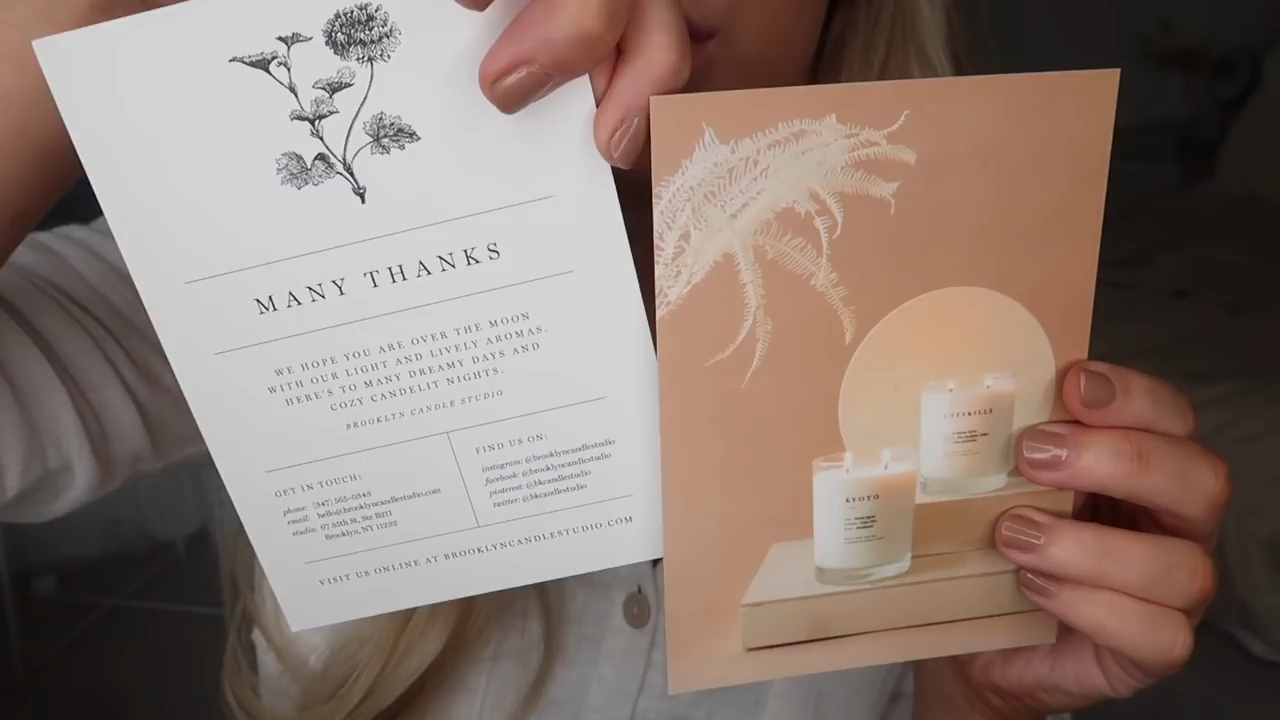 MANY THANKS
WE HOPE YOU ARE OVER THE MOON
WITH OUR LIGHT AND LIVELY AROMAS.
HERE'S TO MANY DREAMY DAYS AND
COZY CANDELIT NIGHTS.
BROOKLYN CANDLE STUDIO
GET IN TOUCH:
phone: (347) 565-0343
email: hello@brooklyncandlestudio.com
studio: 67 35th St, Ste B211
Brooklyn, NY 11232
FIND US ON:
instagram: @brooklyncandlestudio
facebook: @brooklyncandlestudio
pinterest: @bkcandlestudio
twitter: @bkcandlestudio
VISIT US ONLINE AT BROOKLYNCANDLESTUDIO.COM
CATSKILLS
KYOTO